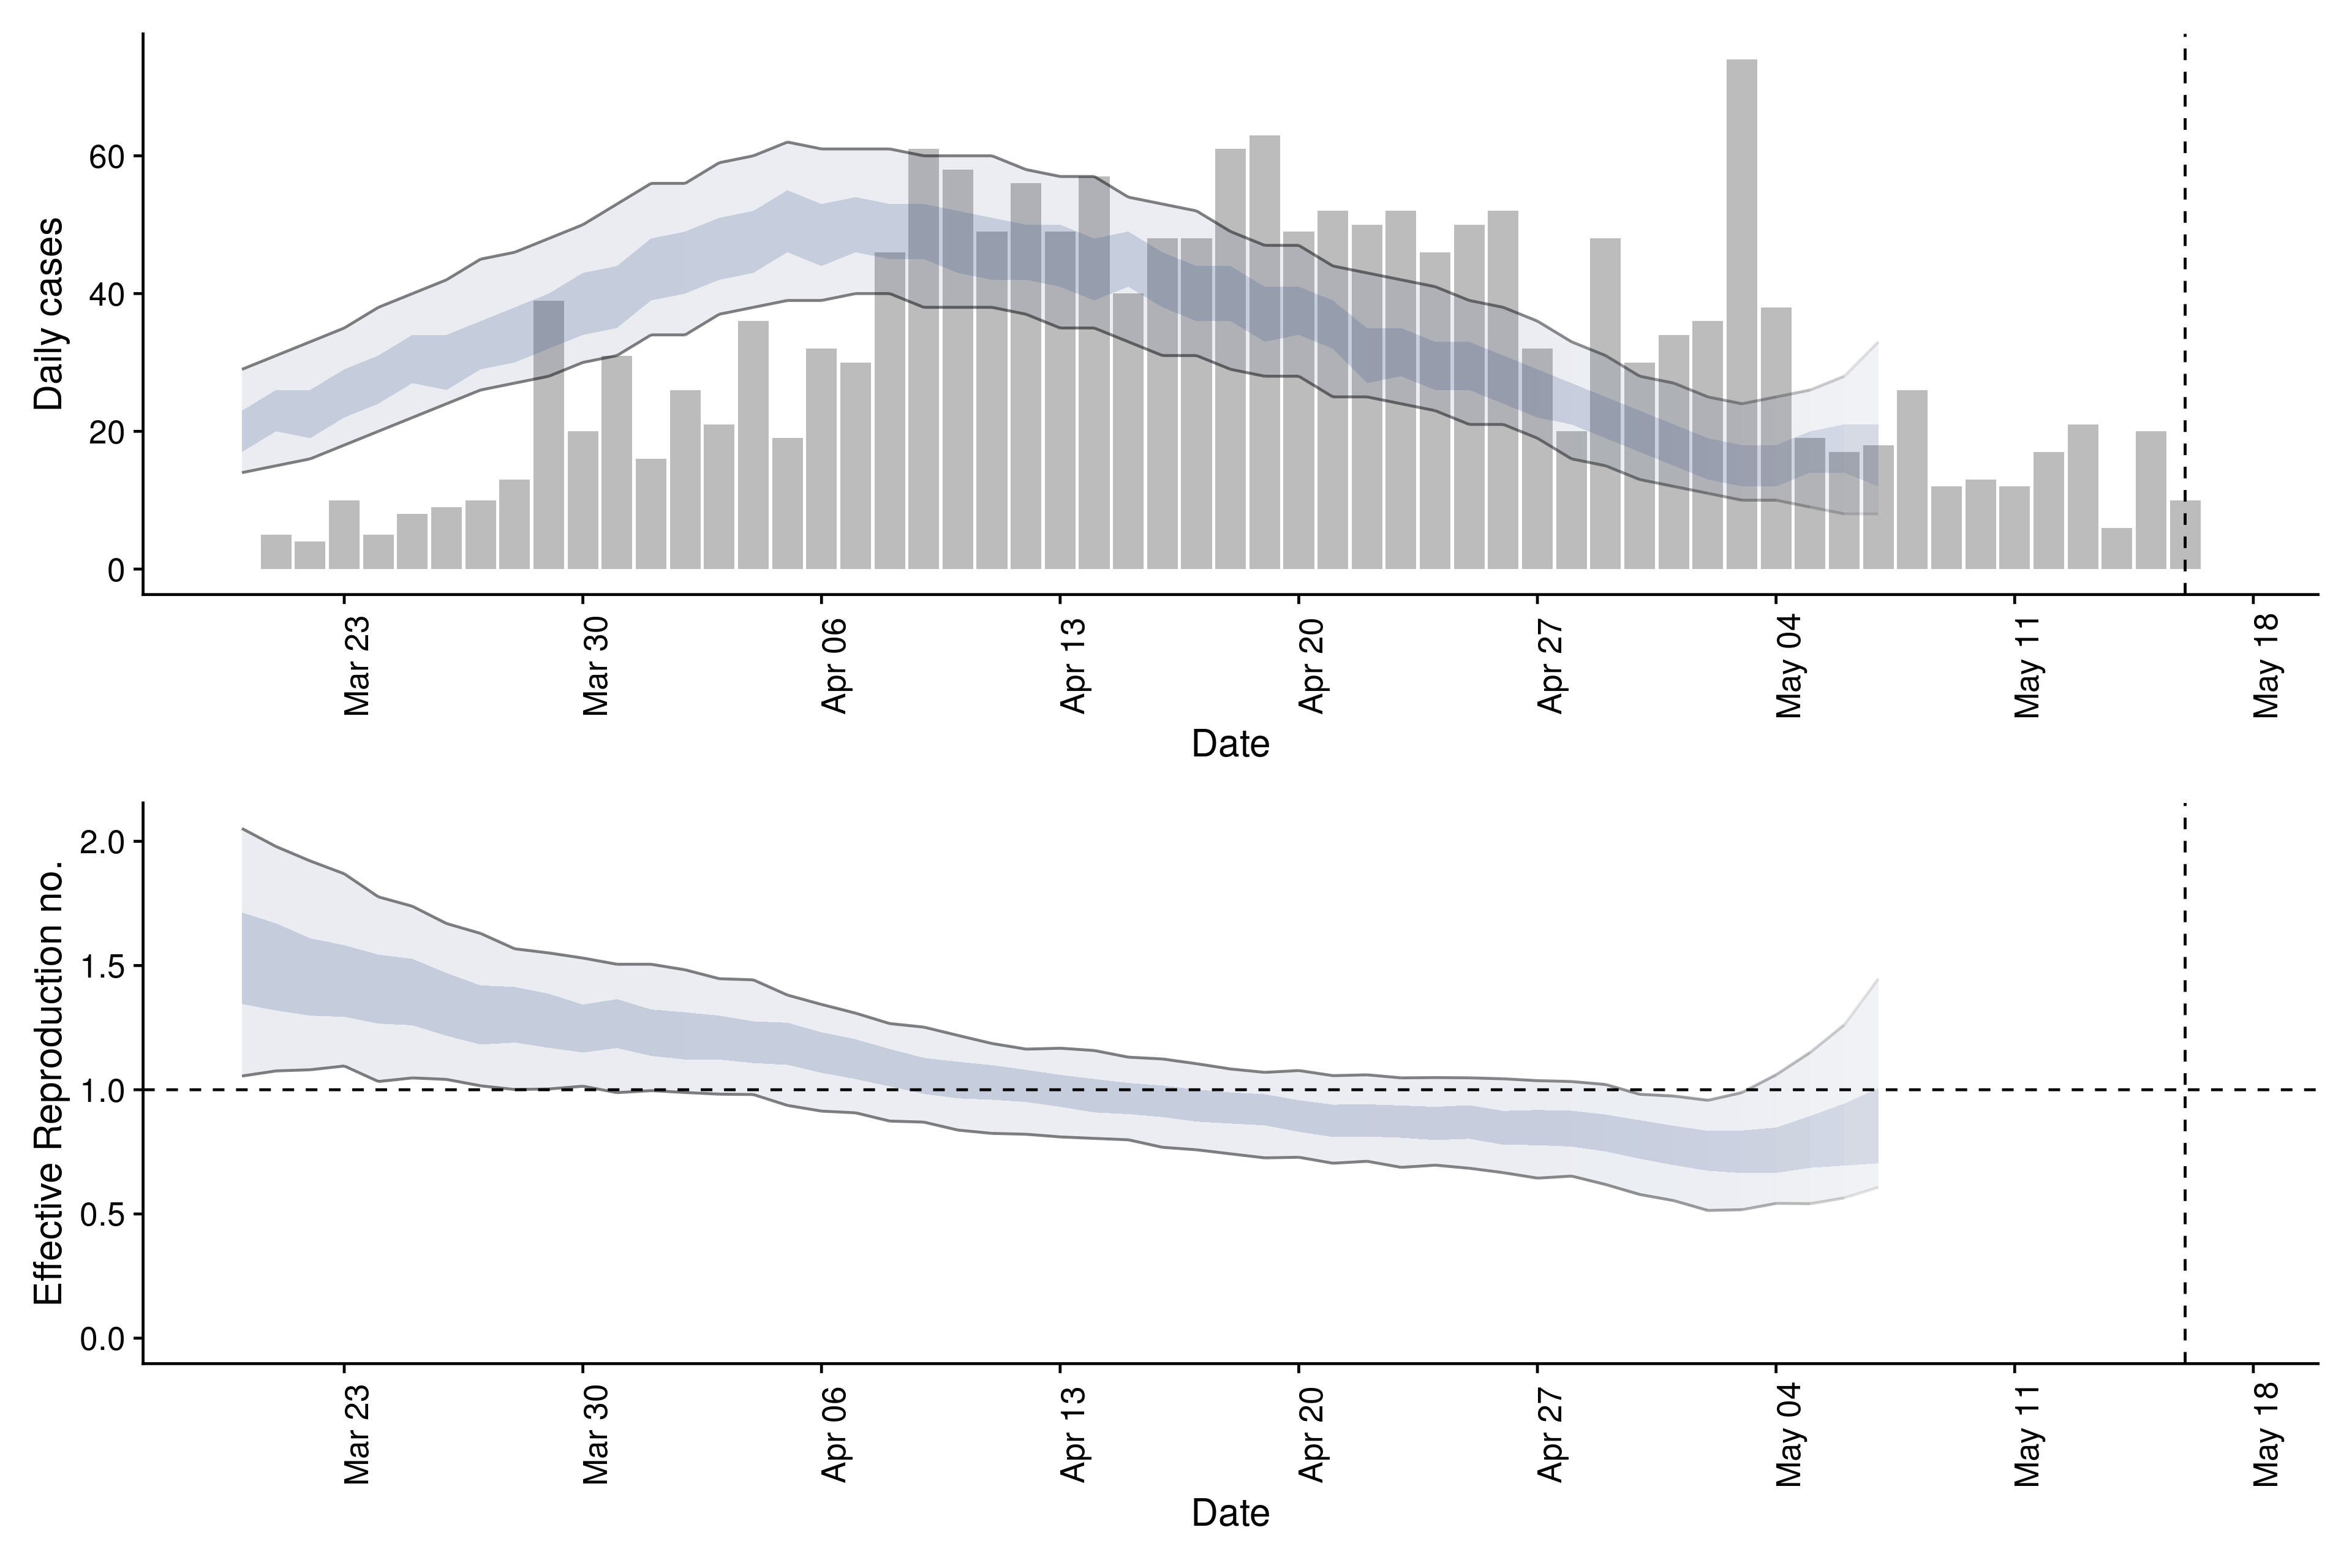 Daily cases
60
40
20
0
Mar 23
Mar 30
Apr 06
Apr 13
Apr 20
Apr 27
May 04
May 11
May 18
Date
Effective Reproduction no.
2.0
1.5
1.0
0.5
0.0
Mar 23
Mar 30
Apr 06
Apr 13
Apr 20
Apr 27
May 04
May 11
May 18
Date